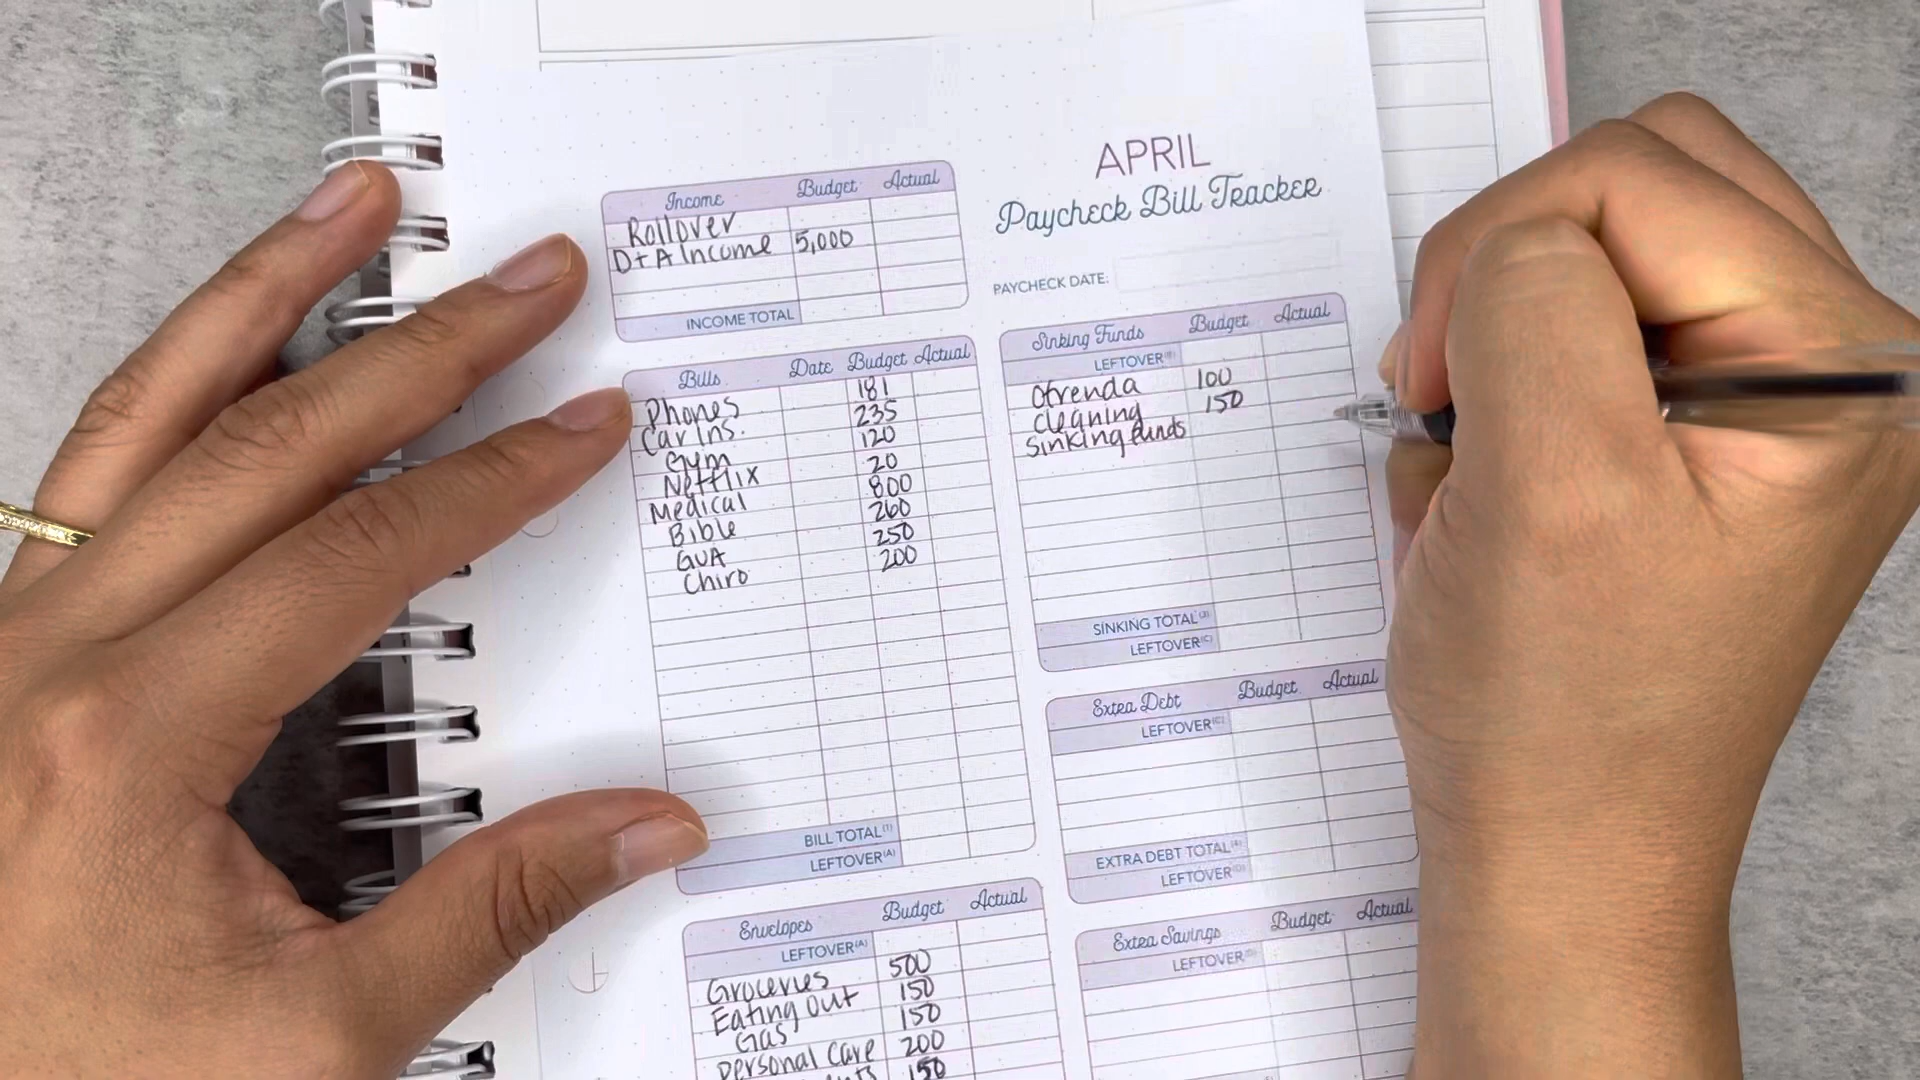 APRIL
Paycheck Bill Tracker
PAYCHECK DATE:
Income Budget Actual
Rollover
D+A Income 5,000
INCOME TOTAL
Bills Date Budget Actual
Phones 181
Car Ins. 235
Gym 120
Netflix 20
Medical 800
Bible 260
GUA 250
Chiro 200
BILL TOTAL(1)
LEFTOVER(A)
Envelopes Budget Actual
LEFTOVER(A)
Groceries 500
Eating out 150
Gas 150
Personal Care 200
150
Sinking Funds Budget Actual
LEFTOVER
Ofrenda 100
Cleaning 150
Sinking funds
SINKING TOTAL
LEFTOVER(C)
Extra Debt Budget Actual
LEFTOVER(C)
EXTRA DEBT TOTAL
LEFTOVER(D)
Extra Savings Budget Actual
LEFTOVER